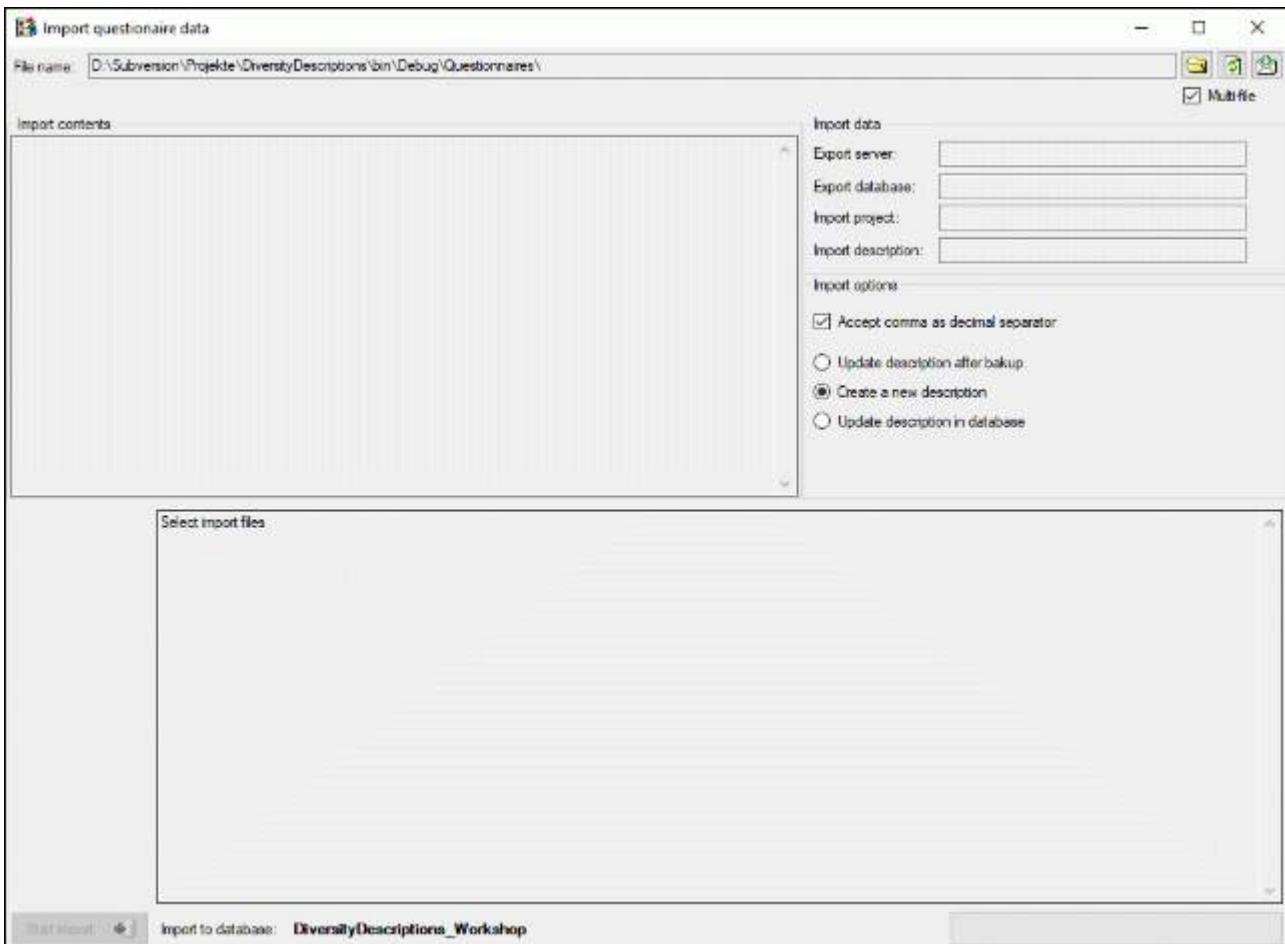 Import questionaire data
File name: D:\Subversion\Projekte\DiversityDescriptions\bin\Debug\Questionnaires\
Multi-file
Import contents
Import data
Export server:
Export database:
Import project:
Import description:
Import options
Accept comma as decimal separator
Update description after bakup
Create a new description
Update description in database
Select import files
Start import
Import to database: DiversityDescriptions_Workshop